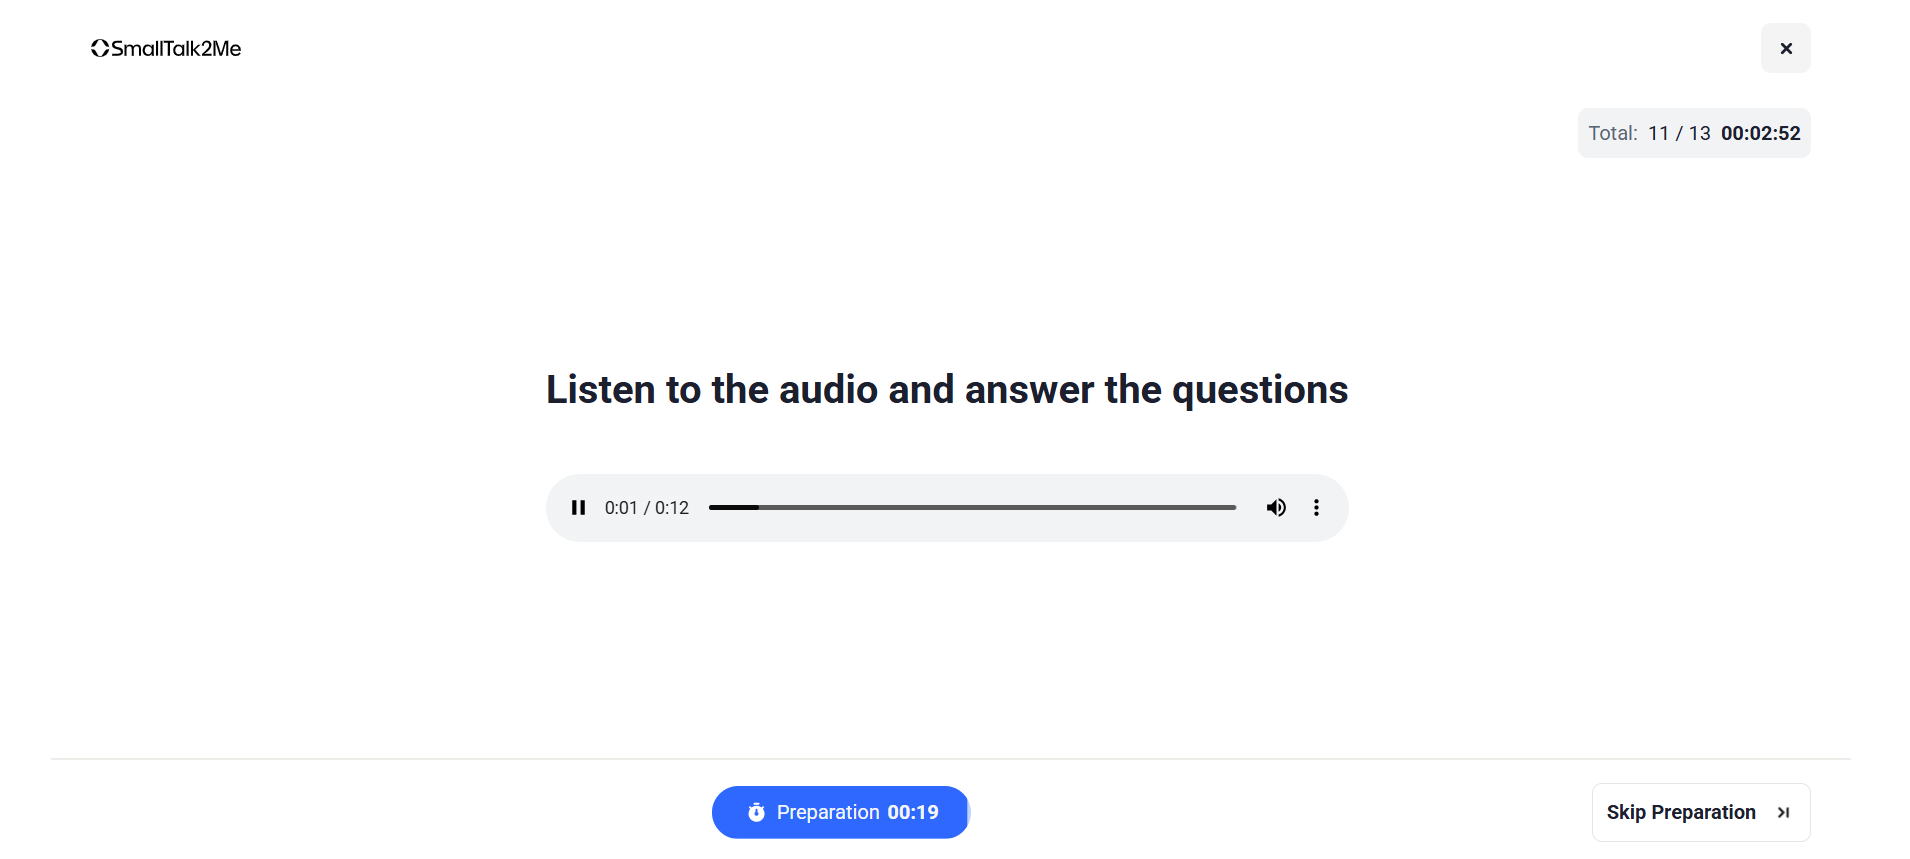 SmallTalk2Me
Total: 11 / 13 00:02:52
Listen to the audio and answer the questions
0:01 / 0:12
Preparation 00:19
Skip Preparation